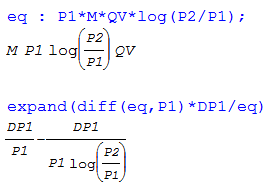 eq : P1*M*QV*log(P2/P1);
M P1 log(P2/P1) QV
expand(diff(eq,P1)*DP1/eq)
DP1/P1 - DP1/(P1 log(P2/P1))